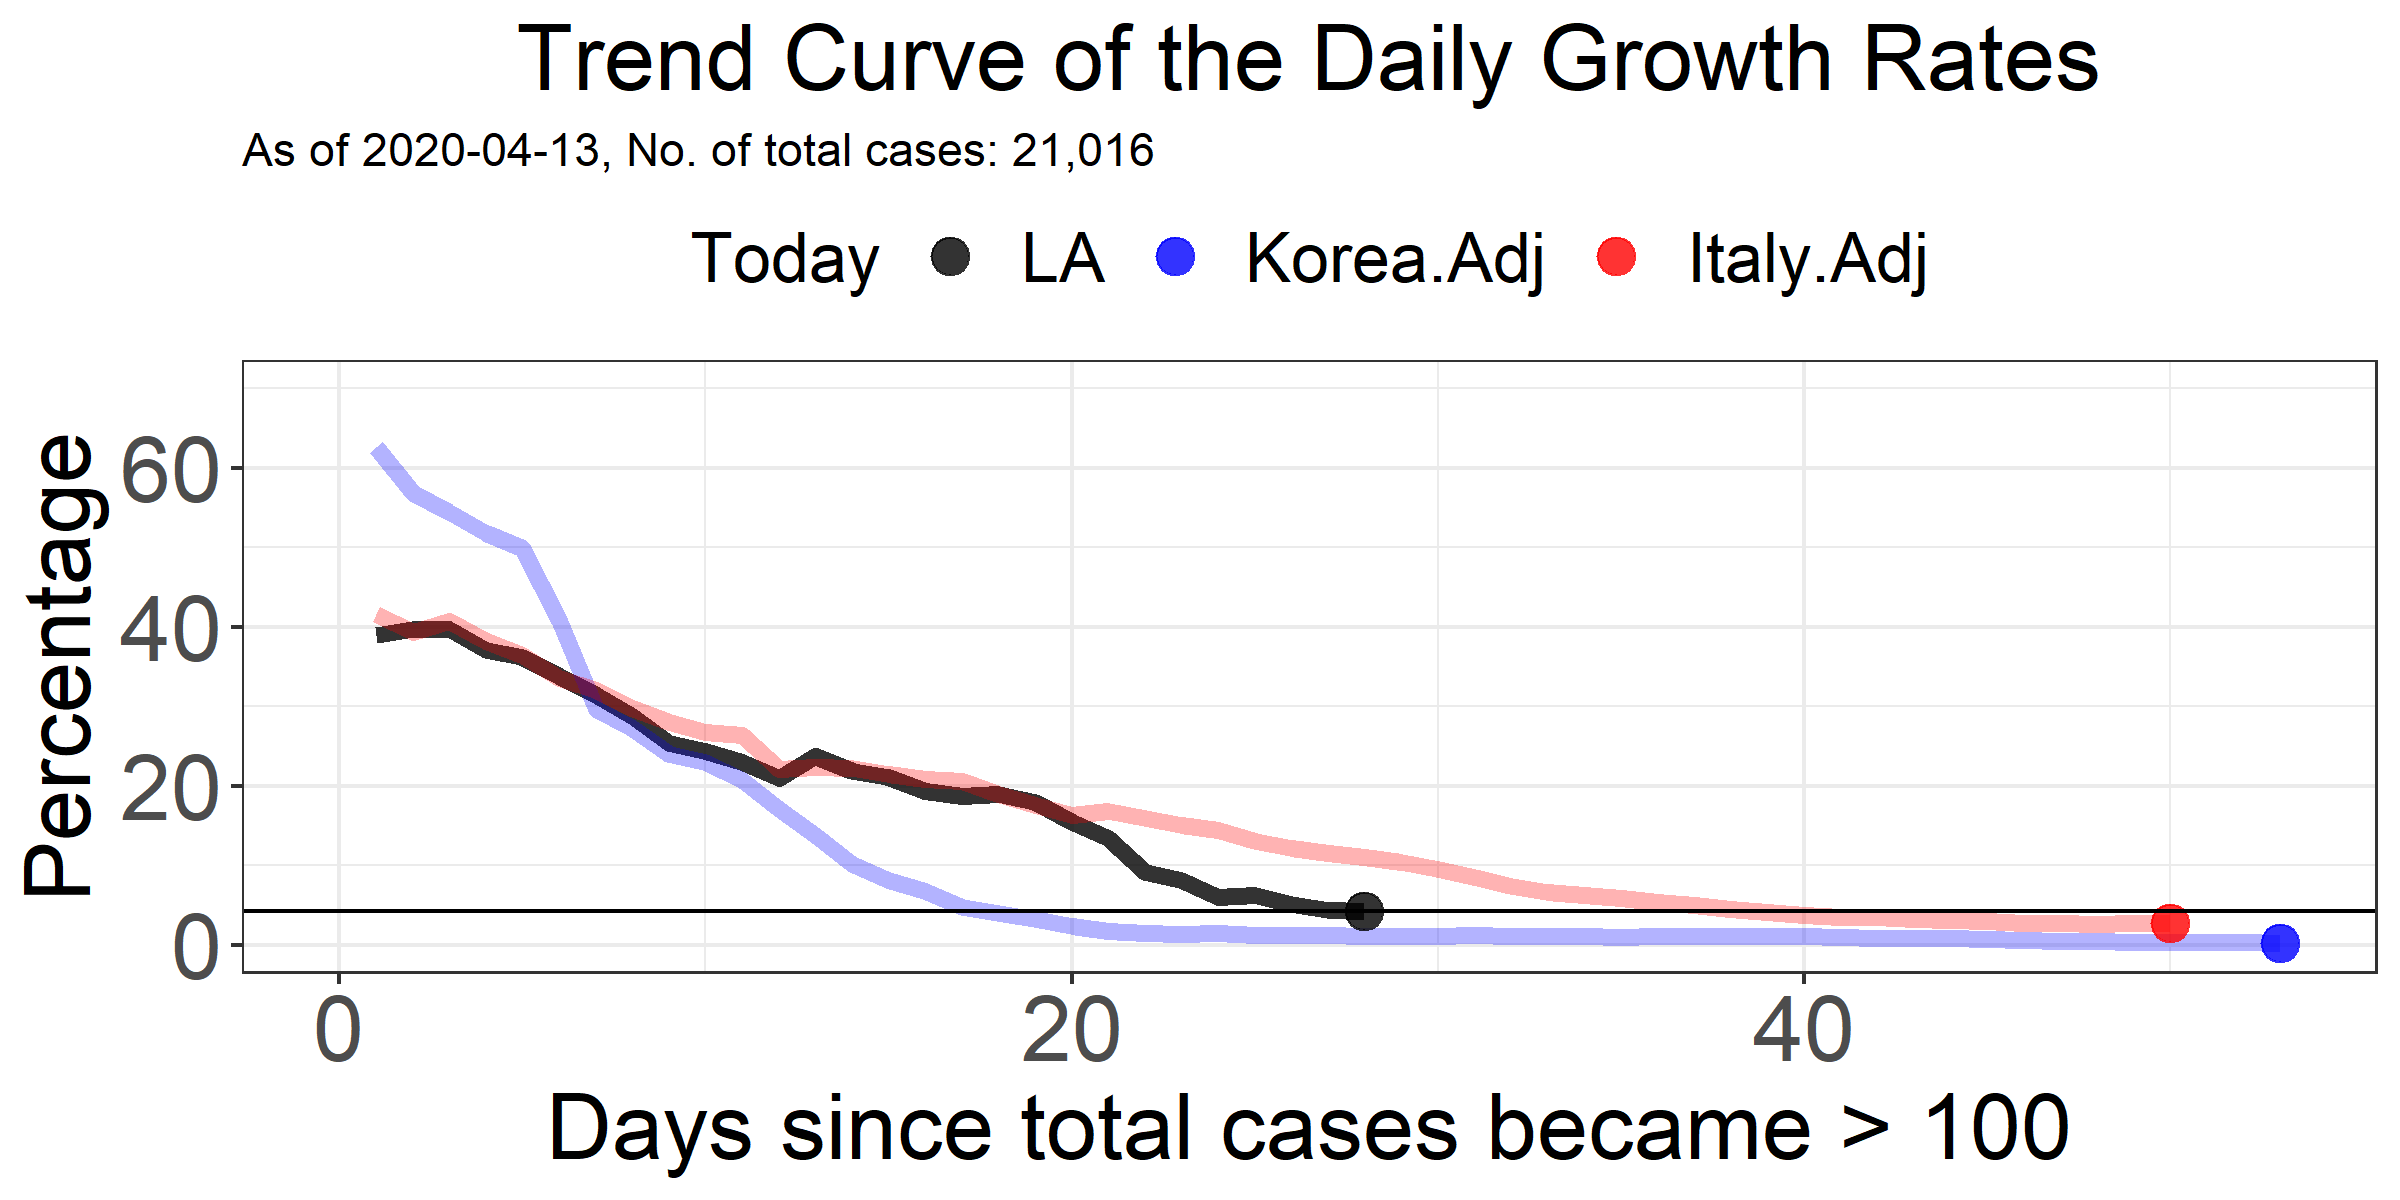 Trend Curve of the Daily Growth Rates
As of 2020-04-13, No. of total cases: 21,016
Today LA Korea.Adj Italy.Adj
Percentage
60
40
20
0
0 20 40
Days since total cases became > 100